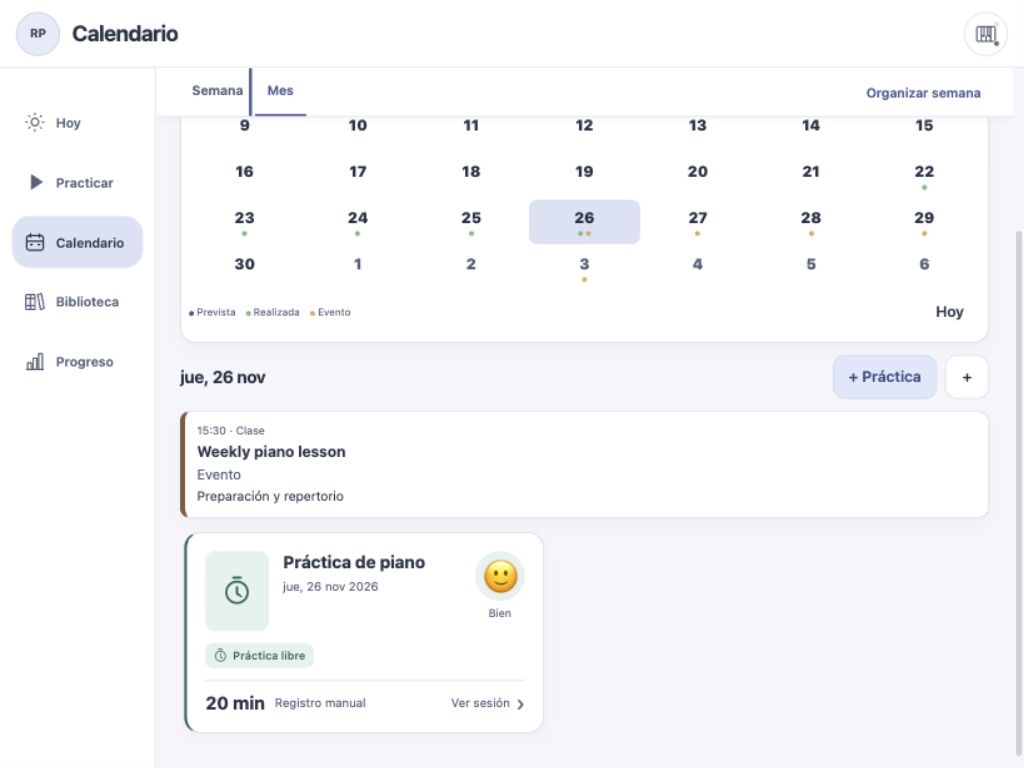 RP
Calendario
Hoy
Practicar
Calendario
Biblioteca
Progreso
Semana
Mes
Organizar semana
9 10 11 12 13 14 15
16 17 18 19 20 21 22
23 24 25 26 27 28 29
30 1 2 3 4 5 6
Prevista Realizada Evento
Hoy
jue, 26 nov
+ Práctica
+
15:30 · Clase
Weekly piano lesson
Evento
Preparación y repertorio
Práctica de piano
jue, 26 nov 2026
Bien
Práctica libre
20 min Registro manual
Ver sesión